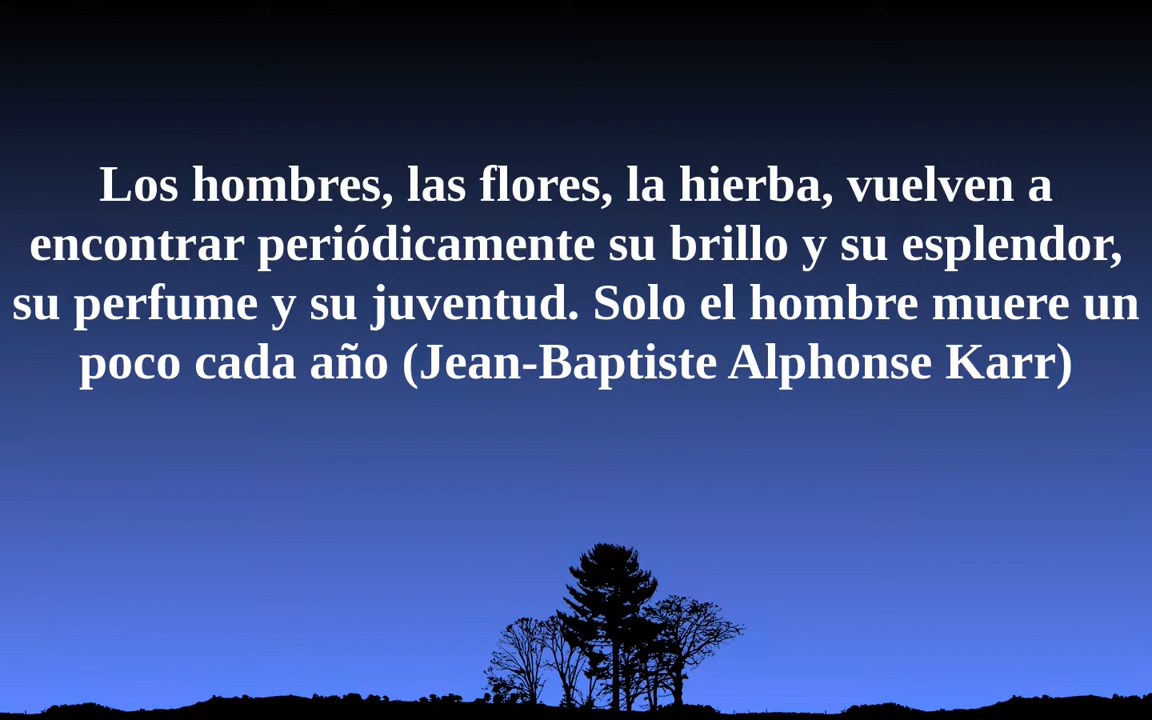 Los hombres, las flores, la hierba, vuelven a
encontrar periódicamente su brillo y su esplendor,
su perfume y su juventud. Solo el hombre muere un
poco cada año (Jean-Baptiste Alphonse Karr)